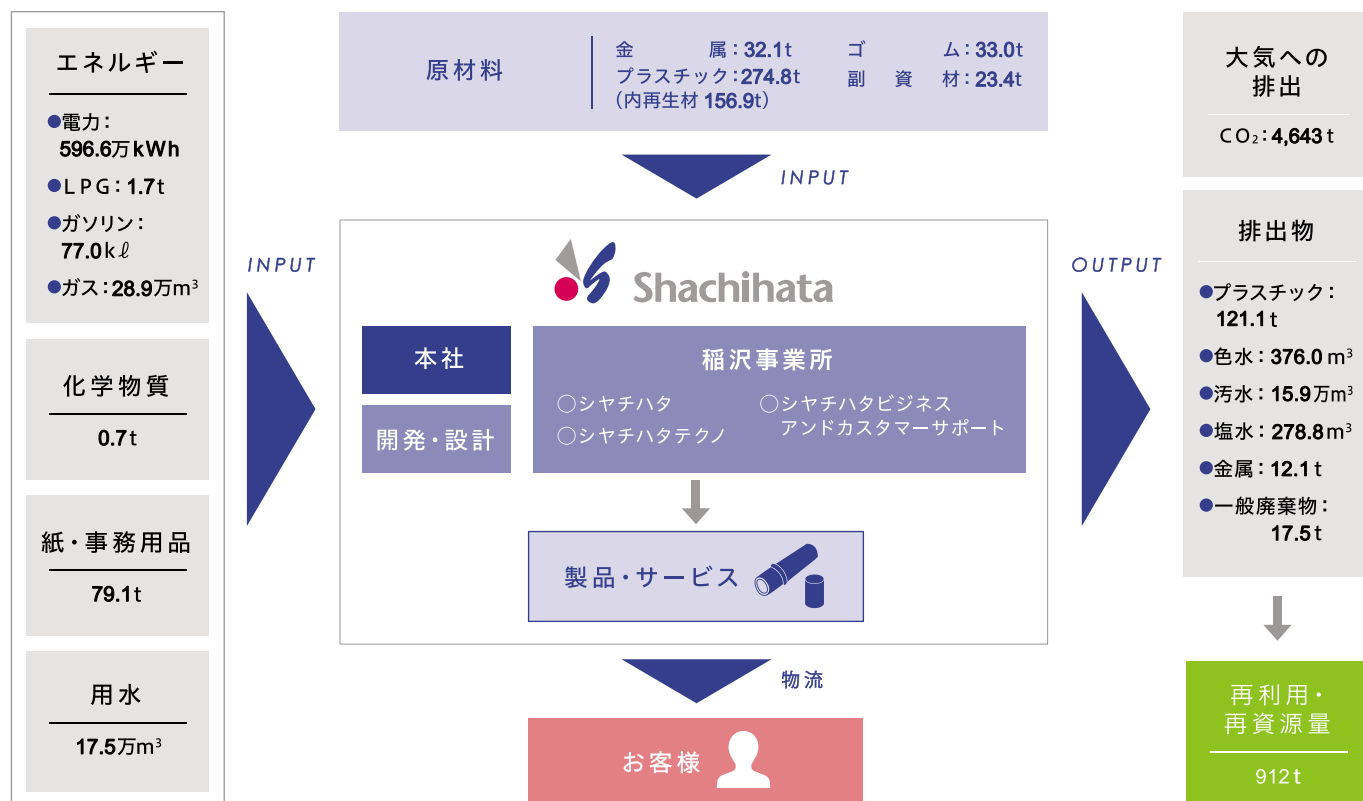 エネルギー
●電力：
596.6万kWh
●LPG：1.7t
●ガソリン：
77.0kℓ
●ガス：28.9万m³
化学物質
0.7t
紙・事務用品
79.1t
用水
17.5万m³
INPUT
原材料
金属：32.1t ゴム：33.0t
プラスチック：274.8t 副資材：23.4t
（内再生材 156.9t）
INPUT
Shachihata
本社
開発・設計
稲沢事業所
○シヤチハタ
○シヤチハタテクノ
○シヤチハタビジネス
アンドカスタマーサポート
製品・サービス
物流
お客様
OUTPUT
大気への
排出
CO₂：4,643t
排出物
●プラスチック：
121.1t
●色水：376.0m³
●汚水：15.9万m³
●塩水：278.8m³
●金属：12.1t
●一般廃棄物：
17.5t
再利用・
再資源量
912t